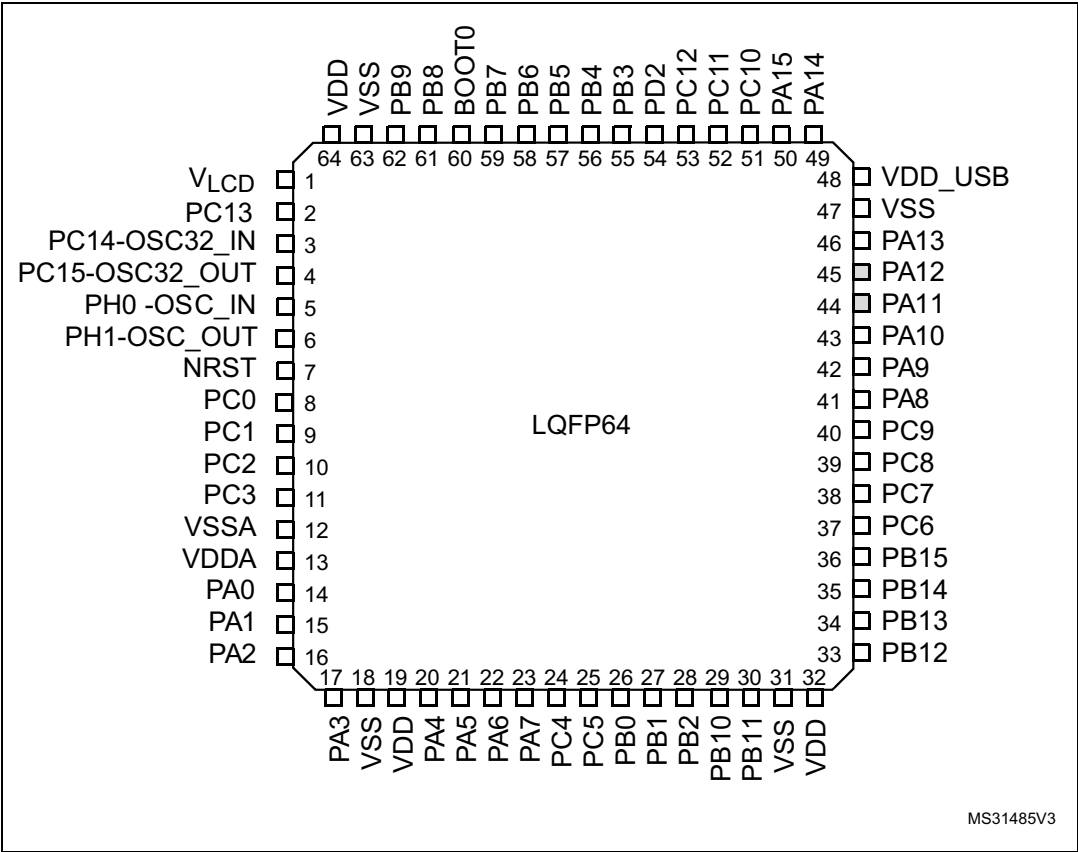 VDD VSS PB9 PB8 BOOT0 PB7 PB6 PB5 PB4 PB3 PD2 PC12 PC11 PC10 PA15 PA14
64 63 62 61 60 59 58 57 56 55 54 53 52 51 50 49
VLCD 1
PC13 2
PC14-OSC32_IN 3
PC15-OSC32_OUT 4
PH0 -OSC_IN 5
PH1-OSC_OUT 6
NRST 7
PC0 8
PC1 9
PC2 10
PC3 11
VSSA 12
VDDA 13
PA0 14
PA1 15
PA2 16
LQFP64
48 VDD_USB
47 VSS
46 PA13
45 PA12
44 PA11
43 PA10
42 PA9
41 PA8
40 PC9
39 PC8
38 PC7
37 PC6
36 PB15
35 PB14
34 PB13
33 PB12
17 18 19 20 21 22 23 24 25 26 27 28 29 30 31 32
PA3 VSS VDD PA4 PA5 PA6 PA7 PC4 PC5 PB0 PB1 PB2 PB10 PB11 VSS VDD
MS31485V3